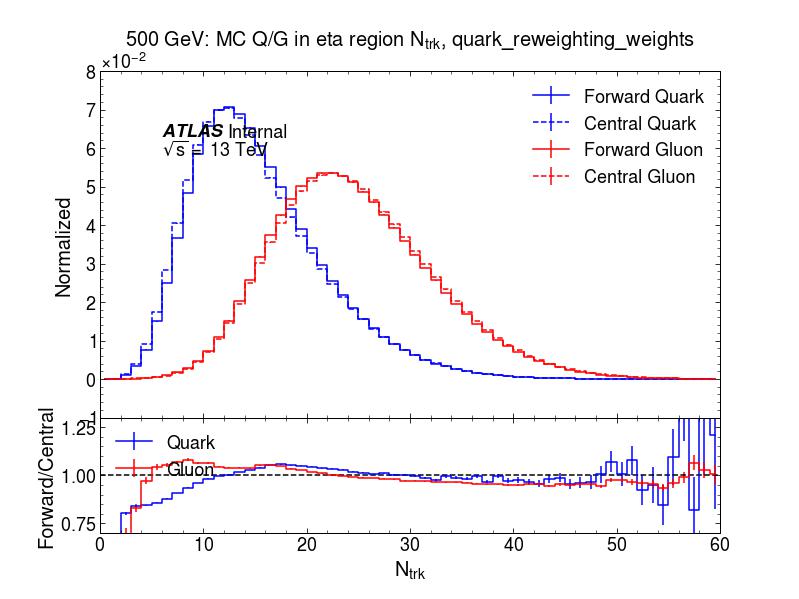 500 GeV: MC Q/G in eta region N_trk, quark_reweighting_weights
×10⁻²
8
7
6
5
4
3
2
1
0
−1
Normalized
ATLAS Internal
√s = 13 TeV
Forward Quark
Central Quark
Forward Gluon
Central Gluon
Forward/Central
1.25
1.00
0.75
Quark
Gluon
0 10 20 30 40 50 60
N_trk